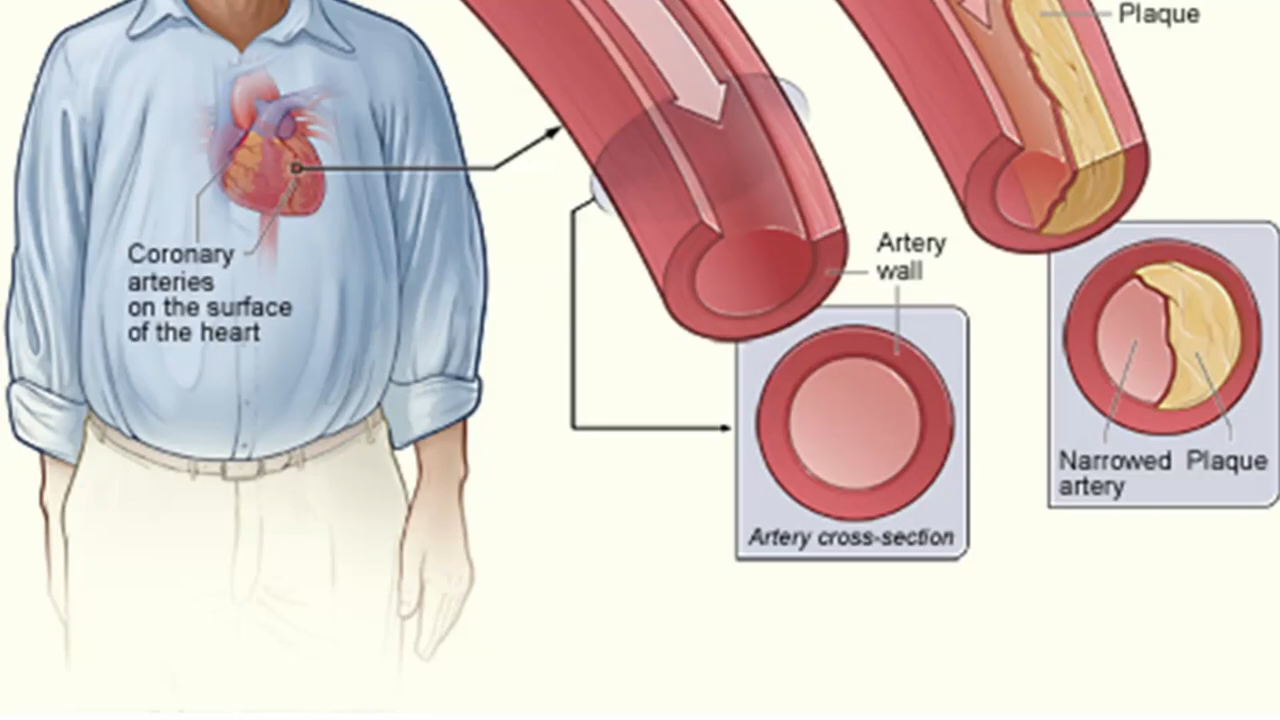 Plaque
Coronary
arteries
on the surface
of the heart
Artery
wall
Artery cross-section
Narrowed Plaque
artery